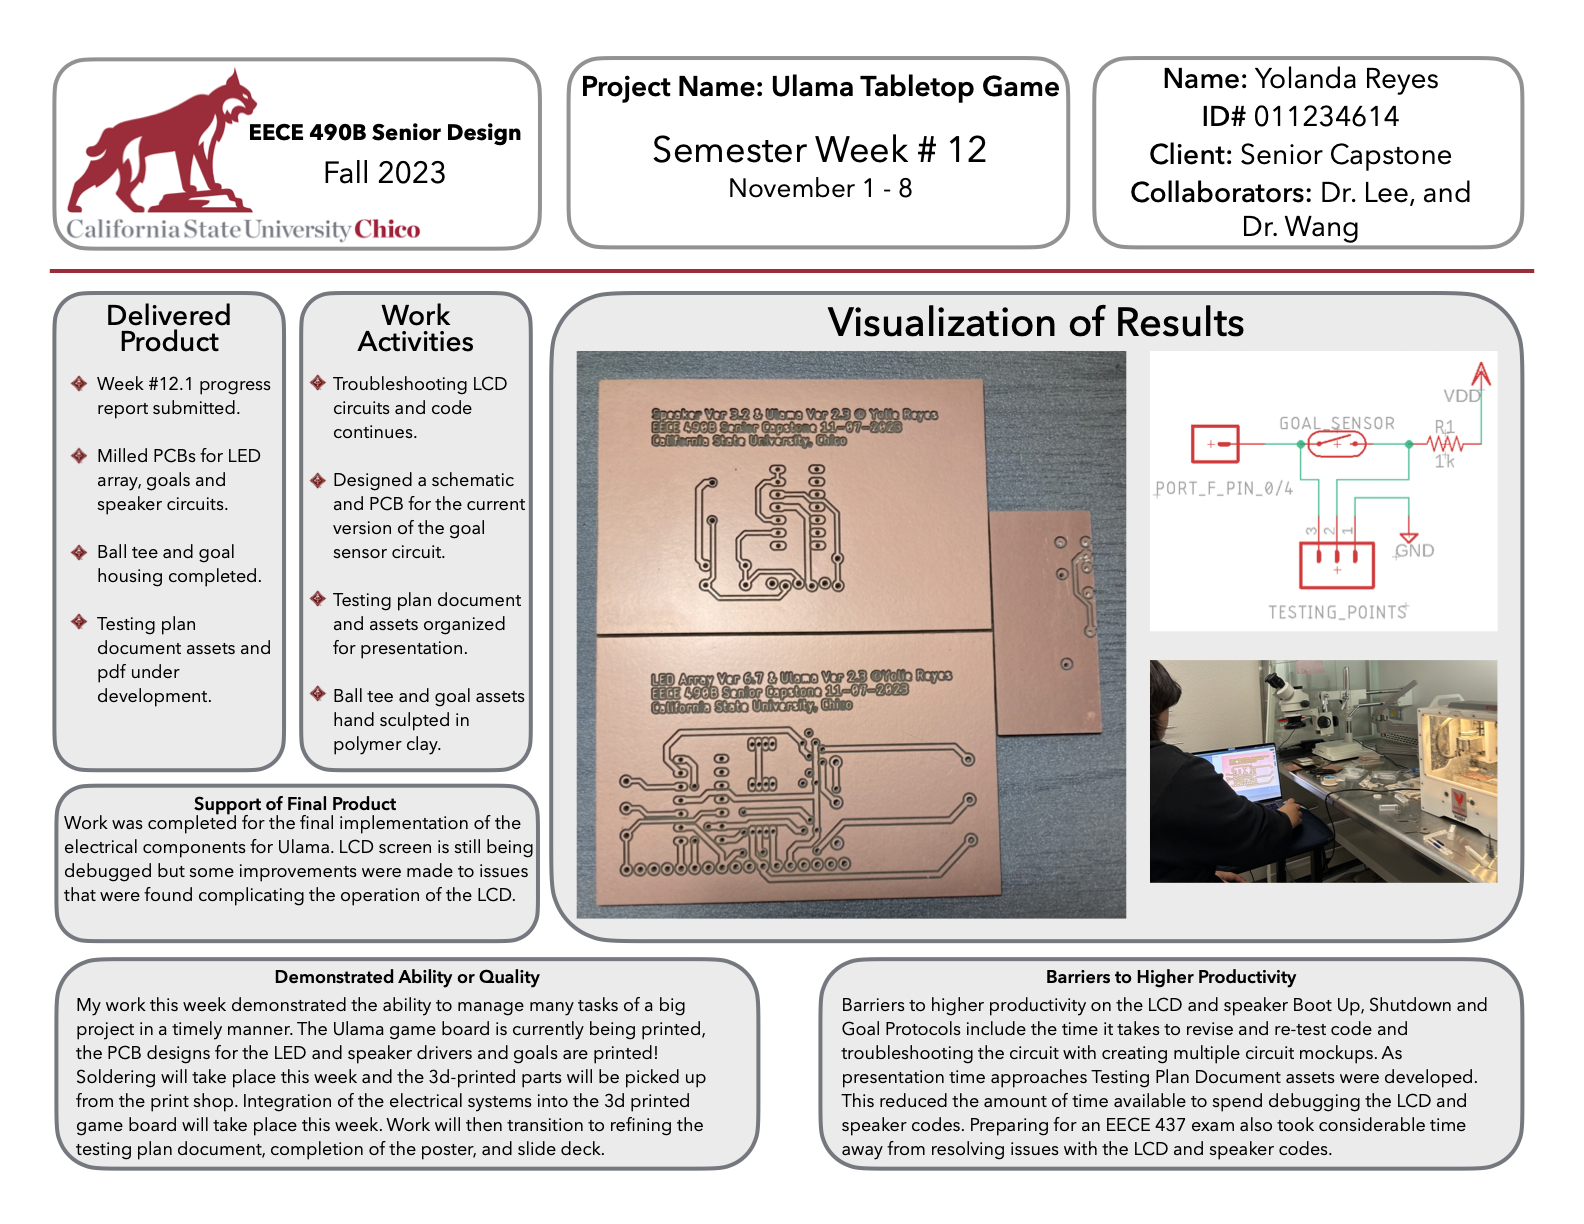 EECE 490B Senior Design
Fall 2023
California State University Chico
Project Name: Ulama Tabletop Game
Semester Week # 12
November 1 - 8
Name: Yolanda Reyes
ID# 011234614
Client: Senior Capstone
Collaborators: Dr. Lee, and
Dr. Wang
Delivered
Product
Week #12.1 progress
report submitted.
Milled PCBs for LED
array, goals and
speaker circuits.
Ball tee and goal
housing completed.
Testing plan
document assets and
pdf under
development.
Work
Activities
Troubleshooting LCD
circuits and code
continues.
Designed a schematic
and PCB for the current
version of the goal
sensor circuit.
Testing plan document
and assets organized
for presentation.
Ball tee and goal assets
hand sculpted in
polymer clay.
Visualization of Results
Speaker Ver 3.2 & Ulama Ver 2.3 @ Yolie Reyes
EECE 490B Senior Capstone 11-07-2023
California State University, Chico
LED Array Ver 6.7 & Ulama Ver 2.3 @Yolie Reyes
EECE 490B Senior Capstone 11-07-2023
California State University, Chico
VDD
GOAL_SENSOR
R1
1k
PORT_F_PIN_0/4
3 2 1
GND
TESTING_POINTS
Support of Final Product
Work was completed for the final implementation of the
electrical components for Ulama. LCD screen is still being
debugged but some improvements were made to issues
that were found complicating the operation of the LCD.
Demonstrated Ability or Quality
My work this week demonstrated the ability to manage many tasks of a big
project in a timely manner. The Ulama game board is currently being printed,
the PCB designs for the LED and speaker drivers and goals are printed!
Soldering will take place this week and the 3d-printed parts will be picked up
from the print shop. Integration of the electrical systems into the 3d printed
game board will take place this week. Work will then transition to refining the
testing plan document, completion of the poster, and slide deck.
Barriers to Higher Productivity
Barriers to higher productivity on the LCD and speaker Boot Up, Shutdown and
Goal Protocols include the time it takes to revise and re-test code and
troubleshooting the circuit with creating multiple circuit mockups. As
presentation time approaches Testing Plan Document assets were developed.
This reduced the amount of time available to spend debugging the LCD and
speaker codes. Preparing for an EECE 437 exam also took considerable time
away from resolving issues with the LCD and speaker codes.